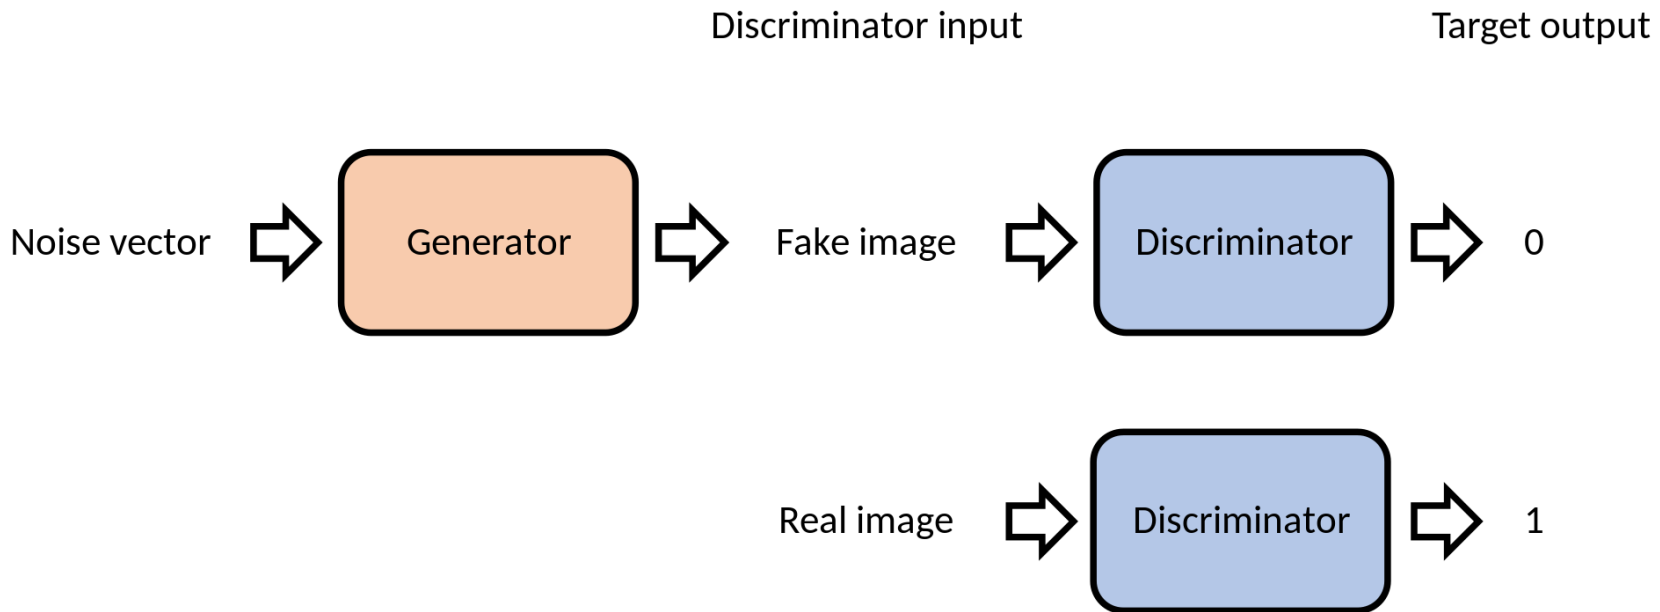 Discriminator input
Target output
Noise vector
Generator
Fake image
Discriminator
0
Real image
Discriminator
1